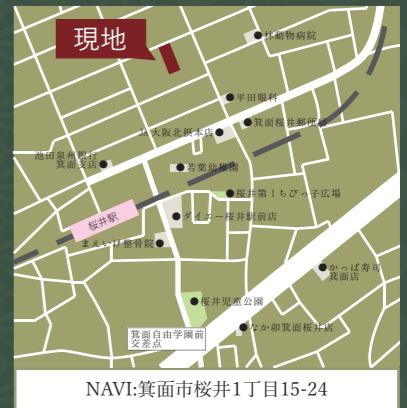 現地
林動物病院
平田眼科
箕面桜井郵便局
JA大阪北摂本店
池田泉州銀行
箕面支店
若葉幼稚園
桜井第1ちびっ子広場
桜井駅
ダイエー桜井駅前店
まえいけ整骨院
かっぱ寿司
箕面店
桜井児童公園
なか卯箕面桜井店
箕面自由学園前
交差点
NAVI:箕面市桜井1丁目15-24